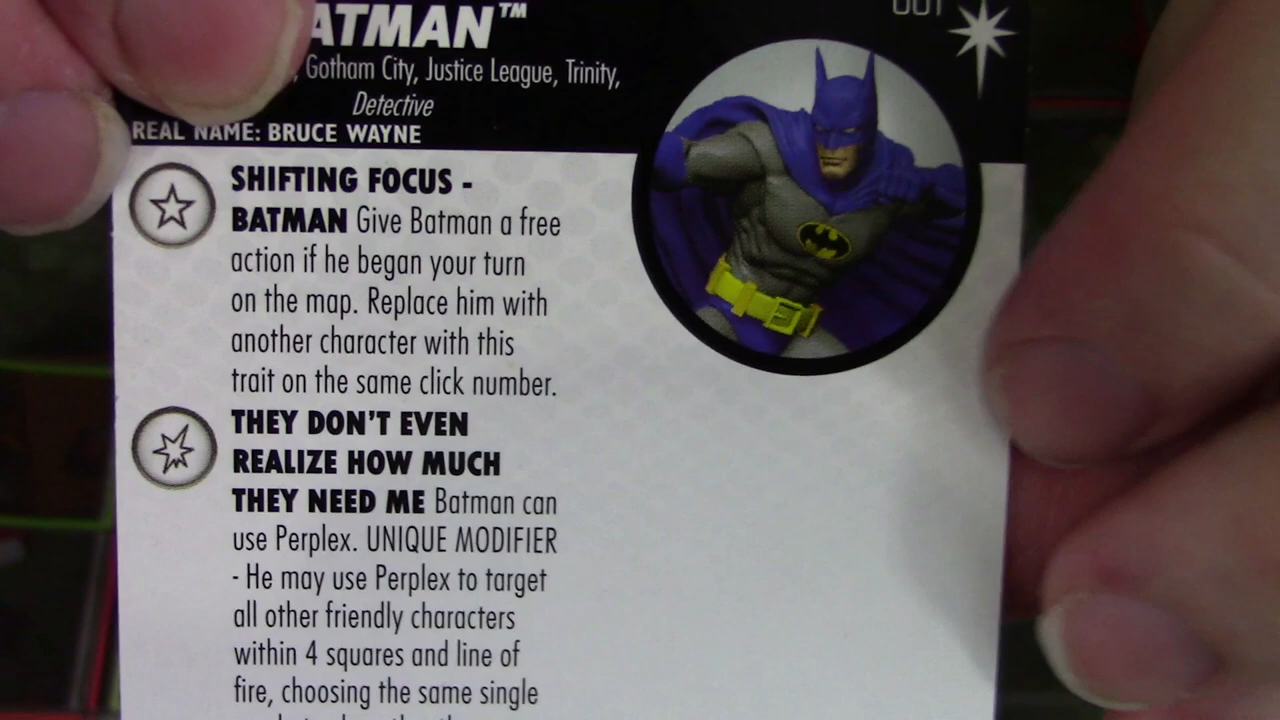 ATMAN™
001
, Gotham City, Justice League, Trinity,
Detective
REAL NAME: BRUCE WAYNE
SHIFTING FOCUS -
BATMAN Give Batman a free
action if he began your turn
on the map. Replace him with
another character with this
trait on the same click number.
THEY DON'T EVEN
REALIZE HOW MUCH
THEY NEED ME Batman can
use Perplex. UNIQUE MODIFIER
- He may use Perplex to target
all other friendly characters
within 4 squares and line of
fire, choosing the same single